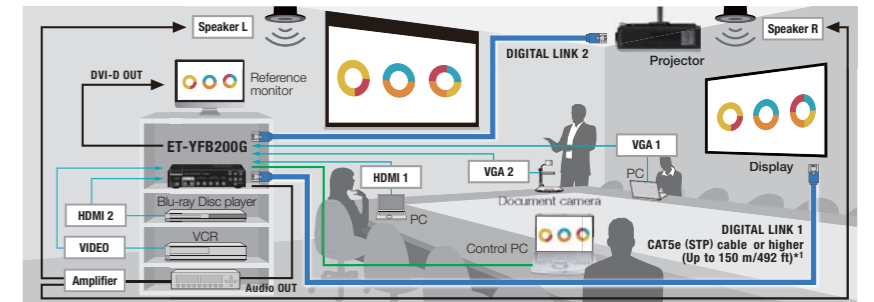 Speaker L
Speaker R
DIGITAL LINK 2
Projector
DVI-D OUT
Reference
monitor
ET-YFB200G
VGA 1
HDMI 1
VGA 2
PC
Display
Blu-ray Disc player
PC
Document camera
HDMI 2
VCR
Control PC
DIGITAL LINK 1
CAT5e (STP) cable or higher
(Up to 150 m/492 ft)*1
VIDEO
Amplifier
Audio OUT